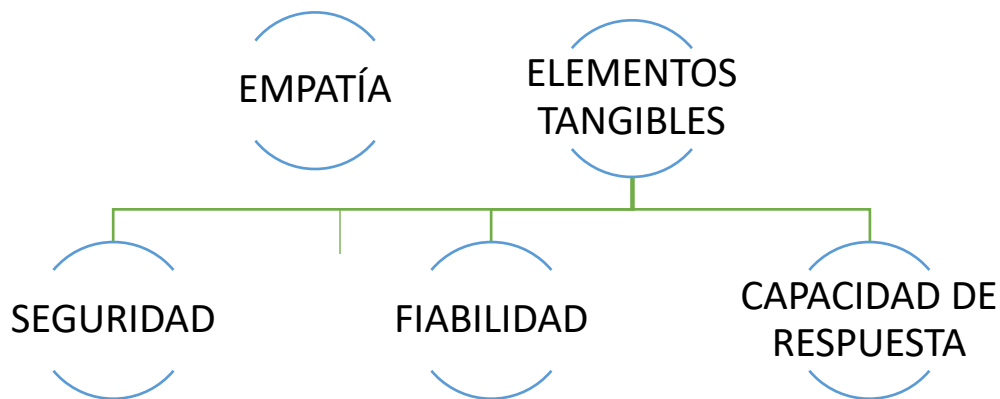 EMPATÍA
ELEMENTOS
TANGIBLES
SEGURIDAD
FIABILIDAD
CAPACIDAD DE
RESPUESTA